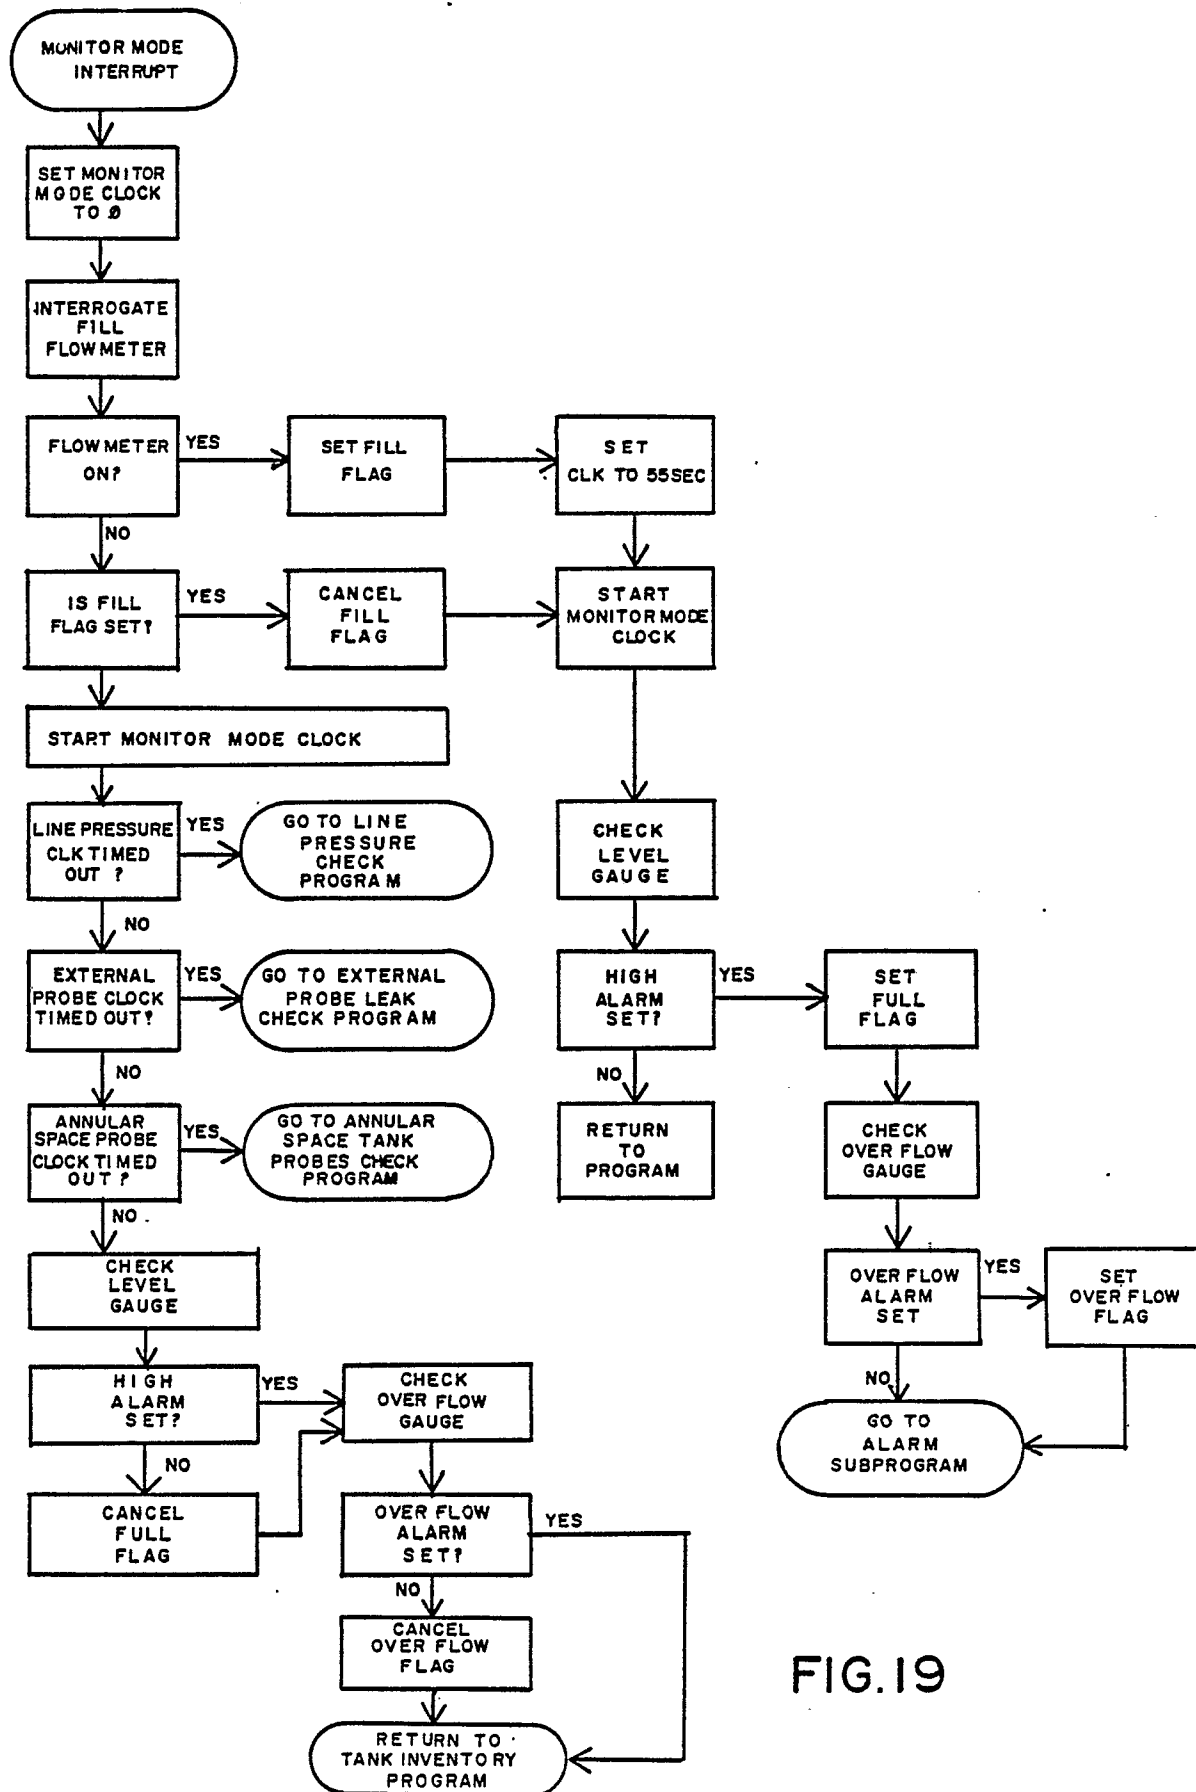 MONITOR MODE
INTERRUPT
SET MONITOR
MODE CLOCK
TO 0
INTERROGATE
FILL
FLOWMETER
FLOWMETER
ON?
YES
SET FILL
FLAG
SET
CLK TO 55SEC
NO
IS FILL
FLAG SET?
YES
CANCEL
FILL
FLAG
START
MONITOR MODE
CLOCK
START MONITOR MODE CLOCK
LINE PRESSURE
CLK TIMED
OUT ?
YES
GO TO LINE
PRESSURE
CHECK
PROGRAM
CHECK
LEVEL
GAUGE
NO
EXTERNAL
PROBE CLOCK
TIMED OUT?
YES
GO TO EXTERNAL
PROBE LEAK
CHECK PROGRAM
HIGH
ALARM
SET?
YES
SET
FULL
FLAG
NO
NO
ANNULAR
SPACE PROBE
CLOCK TIMED
OUT ?
YES
GO TO ANNULAR
SPACE TANK
PROBES CHECK
PROGRAM
RETURN
TO
PROGRAM
CHECK
OVER FLOW
GAUGE
NO
CHECK
LEVEL
GAUGE
OVER FLOW
ALARM
SET
YES
SET
OVER FLOW
FLAG
HIGH
ALARM
SET?
YES
CHECK
OVER FLOW
GAUGE
NO
GO TO
ALARM
SUBPROGRAM
NO
CANCEL
FULL
FLAG
OVER FLOW
ALARM
SET?
YES
NO
CANCEL
OVER FLOW
FLAG
RETURN TO
TANK INVENTORY
PROGRAM
FIG.19